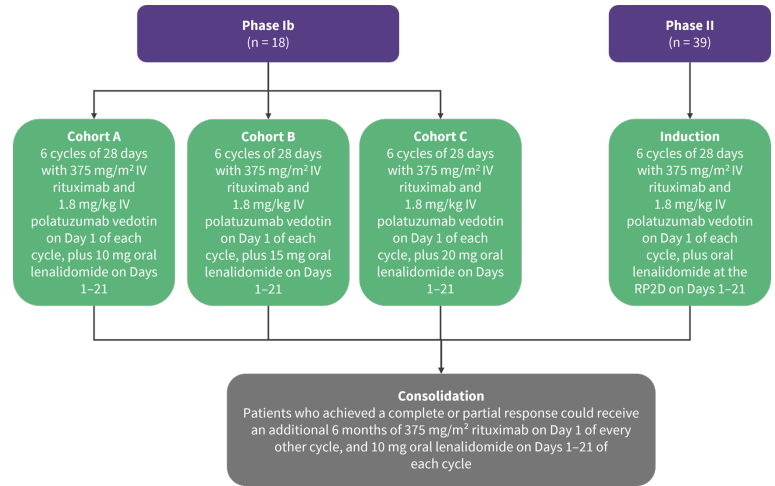 Phase Ib
(n = 18)
Phase II
(n = 39)
Cohort A
6 cycles of 28 days
with 375 mg/m² IV
rituximab and
1.8 mg/kg IV
polatuzumab vedotin
on Day 1 of each
cycle, plus 10 mg oral
lenalidomide on Days
1–21
Cohort B
6 cycles of 28 days
with 375 mg/m² IV
rituximab and
1.8 mg/kg IV
polatuzumab vedotin
on Day 1 of each
cycle, plus 15 mg oral
lenalidomide on Days
1–21
Cohort C
6 cycles of 28 days
with 375 mg/m² IV
rituximab and
1.8 mg/kg IV
polatuzumab vedotin
on Day 1 of each
cycle, plus 20 mg oral
lenalidomide on Days
1–21
Induction
6 cycles of 28 days
with 375 mg/m² IV
rituximab and
1.8 mg/kg IV
polatuzumab vedotin
on Day 1 of each
cycle, plus oral
lenalidomide at the
RP2D on Days 1–21
Consolidation
Patients who achieved a complete or partial response could receive
an additional 6 months of 375 mg/m² rituximab on Day 1 of every
other cycle, and 10 mg oral lenalidomide on Days 1–21 of
each cycle